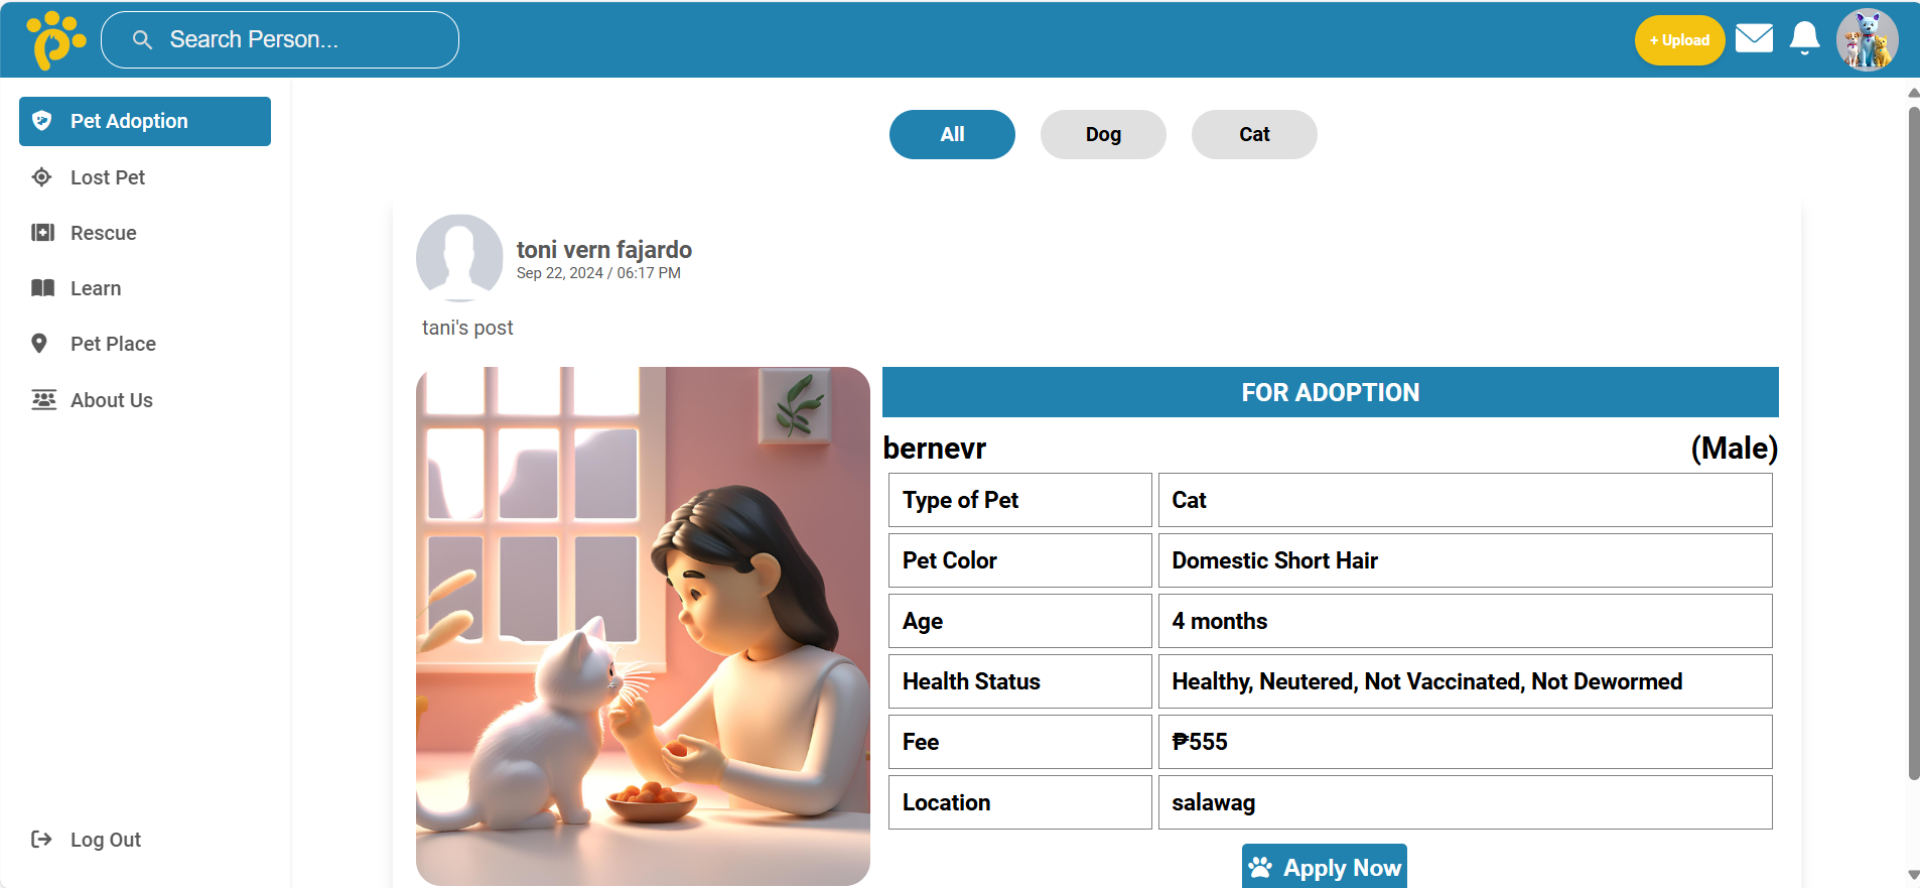 Search Person...
+ Upload
Pet Adoption
Lost Pet
Rescue
Learn
Pet Place
About Us
Log Out
All
Dog
Cat
toni vern fajardo
Sep 22, 2024 / 06:17 PM
tani's post
FOR ADOPTION
bernevr (Male)
Type of Pet Cat
Pet Color Domestic Short Hair
Age 4 months
Health Status Healthy, Neutered, Not Vaccinated, Not Dewormed
Fee ₱555
Location salawag
Apply Now